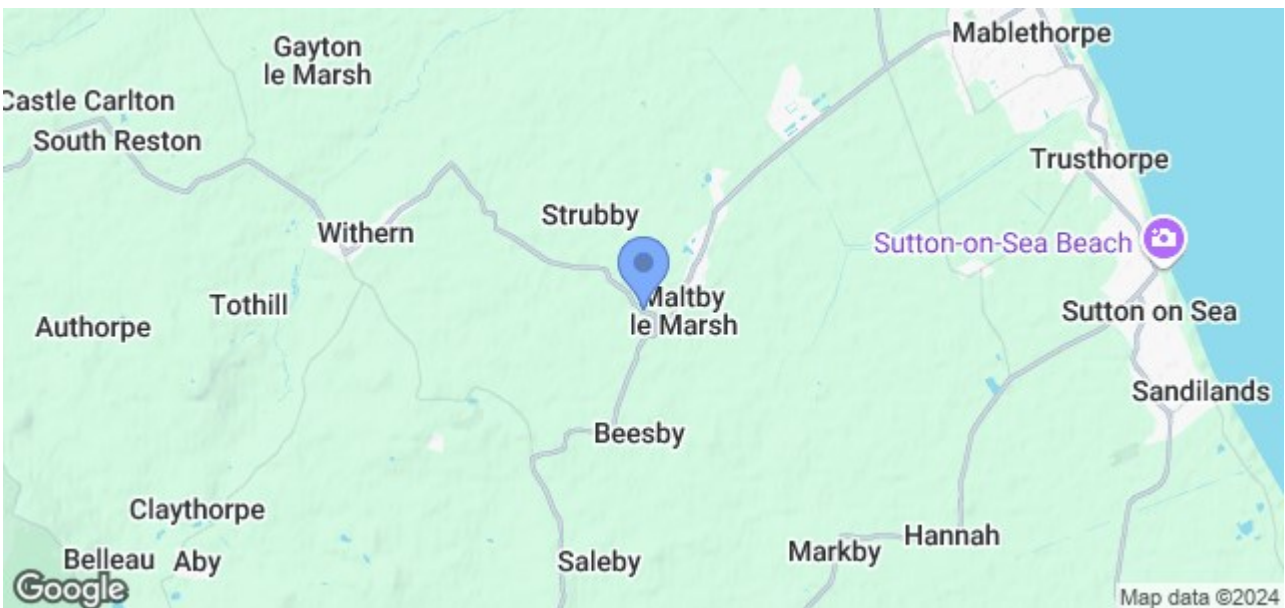 Mablethorpe
Gayton
le Marsh
Castle Carlton
South Reston
Trusthorpe
Strubby
Withern
Sutton-on-Sea Beach
Maltby
le Marsh
Tothill
Authorpe
Sutton on Sea
Sandilands
Beesby
Claythorpe
Hannah
Markby
Belleau
Aby
Saleby
Google
Map data ©2024